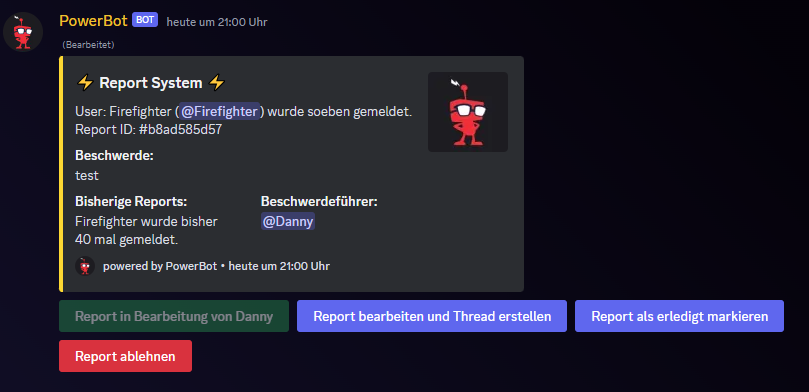 PowerBot BOT heute um 21:00 Uhr
(Bearbeitet)
⚡ Report System ⚡
User: Firefighter (@Firefighter) wurde soeben gemeldet.
Report ID: #b8ad585d57
Beschwerde:
test
Bisherige Reports:
Firefighter wurde bisher
40 mal gemeldet.
Beschwerdeführer:
@Danny
powered by PowerBot • heute um 21:00 Uhr
Report in Bearbeitung von Danny
Report bearbeiten und Thread erstellen
Report als erledigt markieren
Report ablehnen